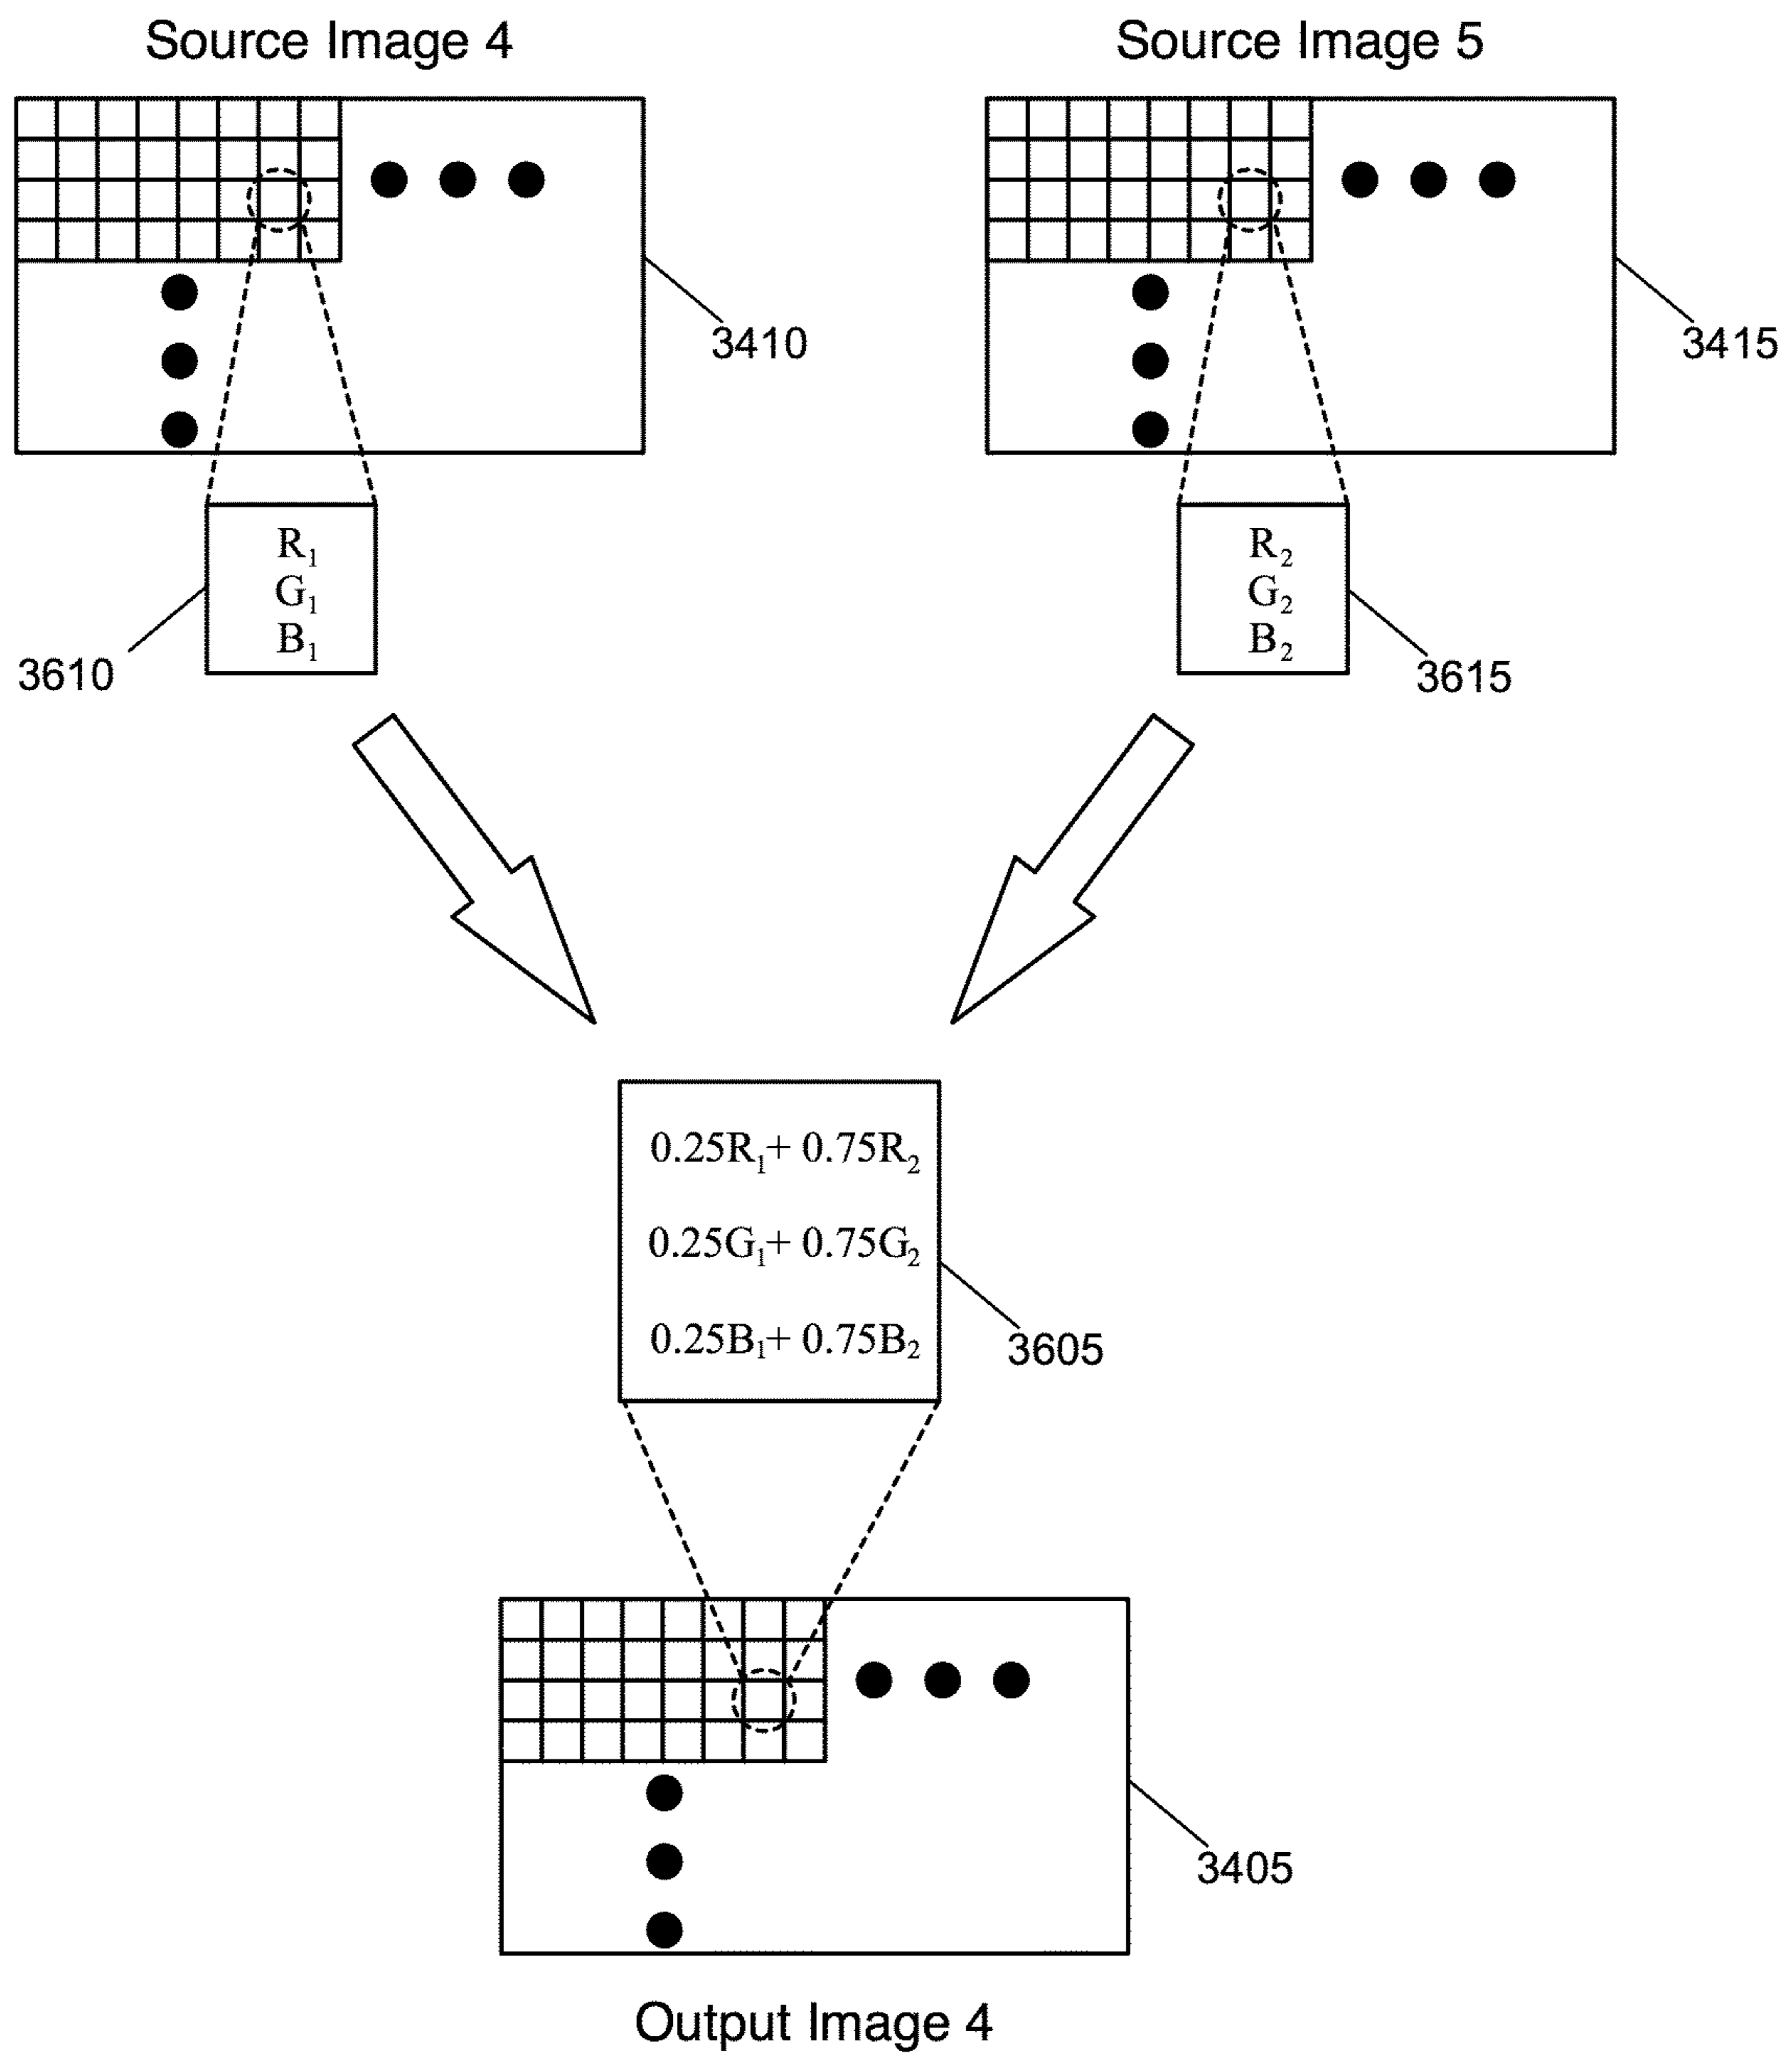 Source Image 4
Source Image 5
3410
3415
R₁
G₁
B₁
R₂
G₂
B₂
3610
3615
0.25R₁+ 0.75R₂
0.25G₁+ 0.75G₂
0.25B₁+ 0.75B₂
3605
3405
Output Image 4